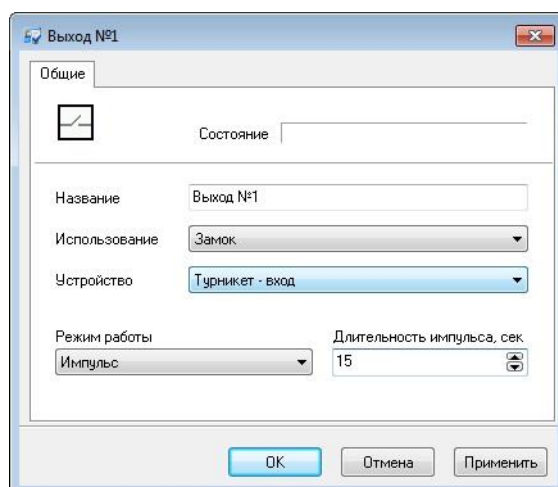 Выход №1
Общие
Состояние
Название Выход №1
Использование Замок
Устройство Турникет - вход
Режим работы Длительность импульса, сек
Импульс 15
OK Отмена Применить